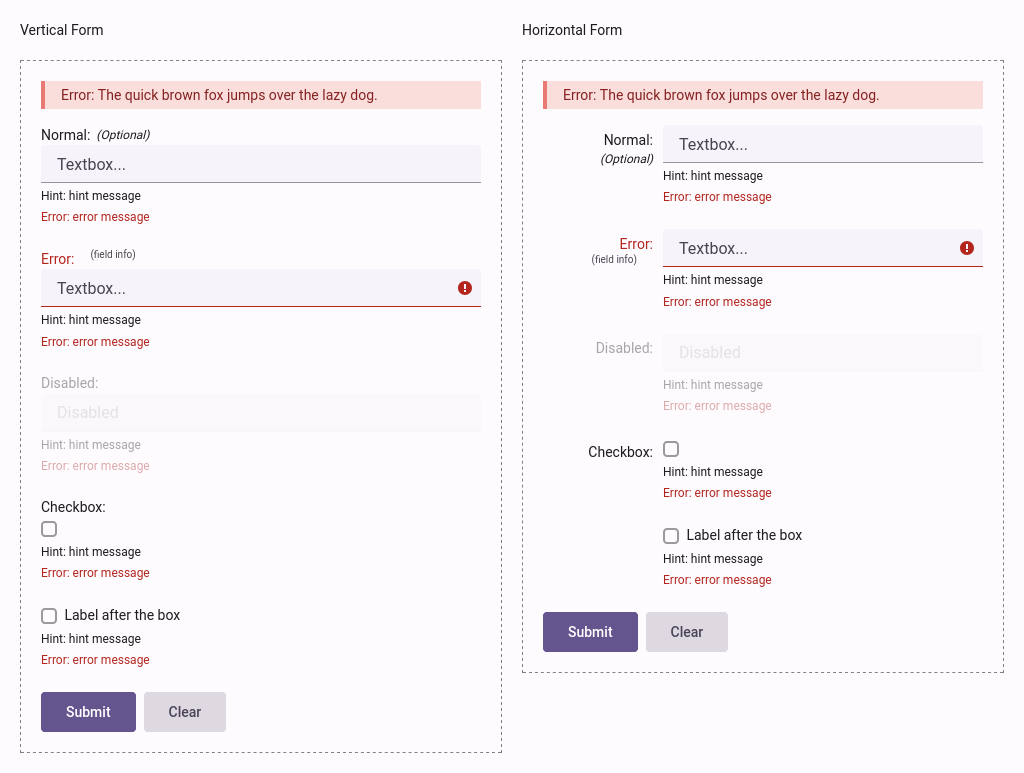 Vertical Form
Error: The quick brown fox jumps over the lazy dog.
Normal: (Optional)
Textbox...
Hint: hint message
Error: error message
Error: (field info)
Textbox...
Hint: hint message
Error: error message
Disabled:
Disabled
Hint: hint message
Error: error message
Checkbox:
Hint: hint message
Error: error message
Label after the box
Hint: hint message
Error: error message
Submit Clear
Horizontal Form
Error: The quick brown fox jumps over the lazy dog.
Normal: Textbox...
(Optional)
Hint: hint message
Error: error message
Error: Textbox...
(field info)
Hint: hint message
Error: error message
Disabled: Disabled
Hint: hint message
Error: error message
Checkbox:
Hint: hint message
Error: error message
Label after the box
Hint: hint message
Error: error message
Submit Clear